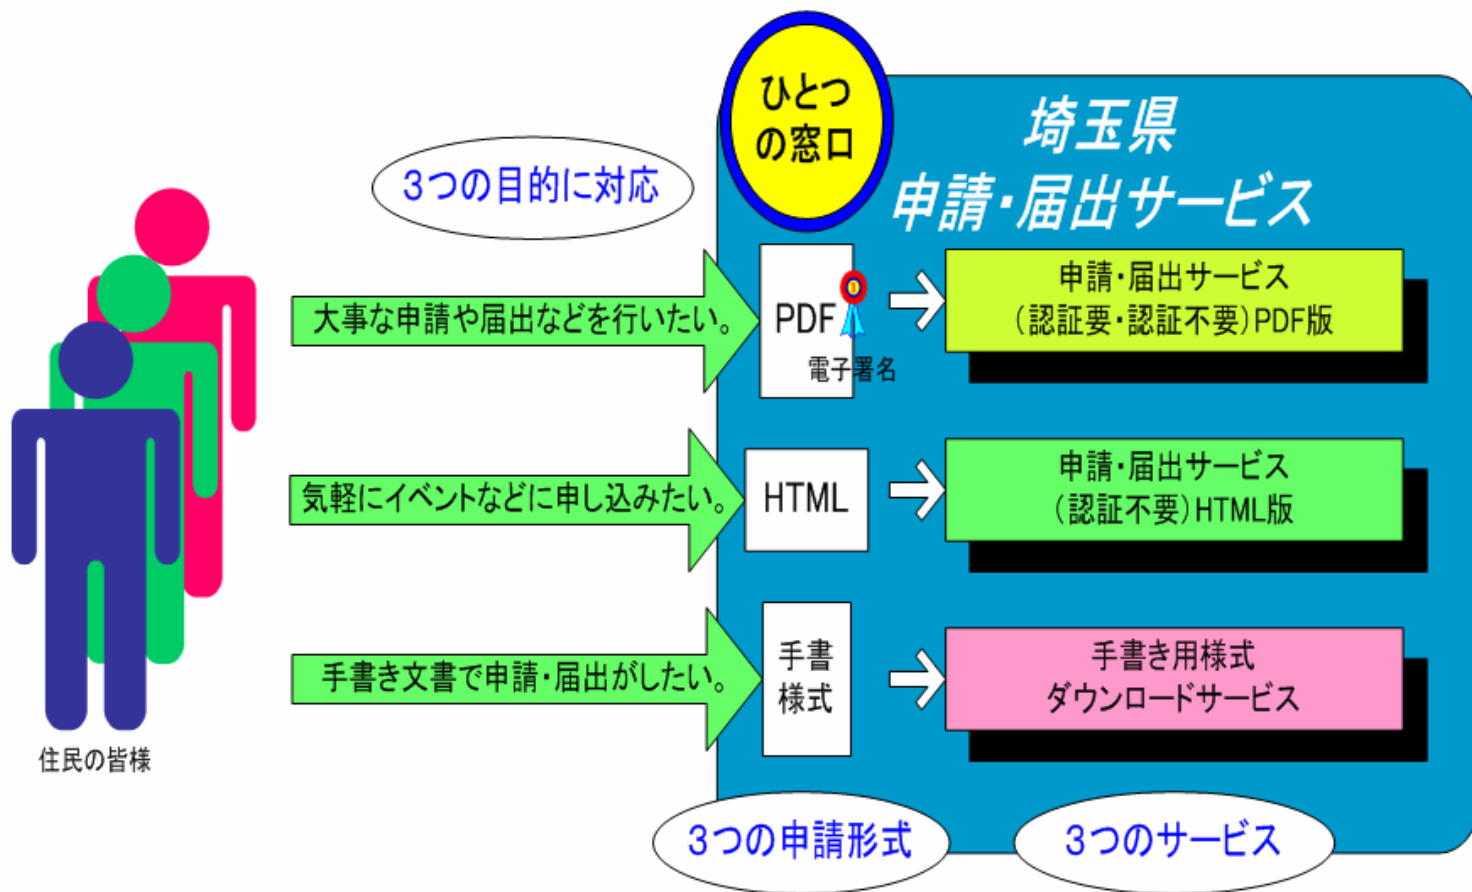 ひとつ
の窓口
埼玉県
申請・届出サービス
3つの目的に対応
大事な申請や届出などを行いたい。
PDF
1
電子署名
申請・届出サービス
（認証要・認証不要）PDF版
気軽にイベントなどに申し込みたい。
HTML
申請・届出サービス
（認証不要）HTML版
手書き文書で申請・届出がしたい。
手書
様式
手書き用様式
ダウンロードサービス
住民の皆様
3つの申請形式
3つのサービス